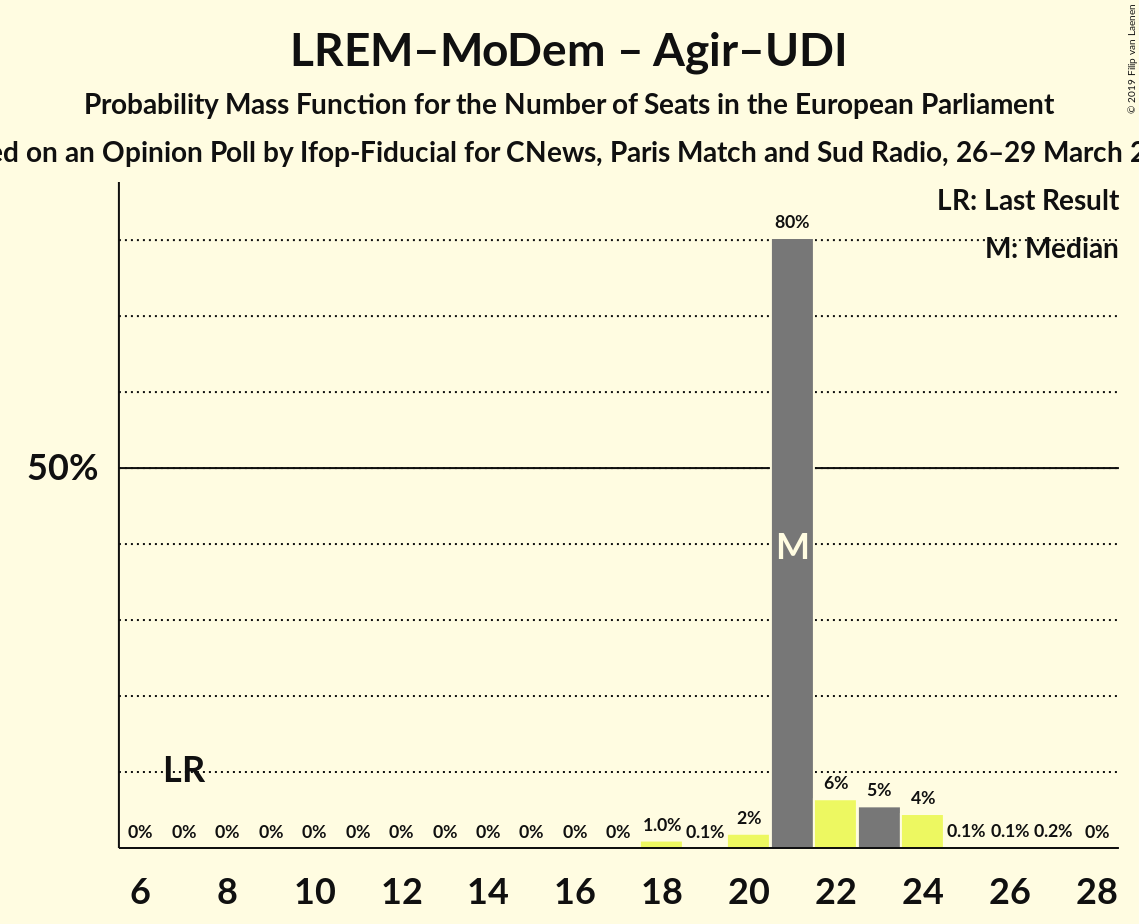 LREM–MoDem – Agir–UDI
Probability Mass Function for the Number of Seats in the European Parliament
on an Opinion Poll by Ifop-Fiducial for CNews, Paris Match and Sud Radio, 26–29 March
© 2019 Filip van Laenen
LR: Last Result
M: Median
80%
50%
M
LR
0% 0% 0% 0% 0% 0% 0% 0% 0% 0% 0% 0% 1.0% 0.1% 2% 6% 5% 4% 0.1% 0.1% 0.2% 0%
6 8 10 12 14 16 18 20 22 24 26 28